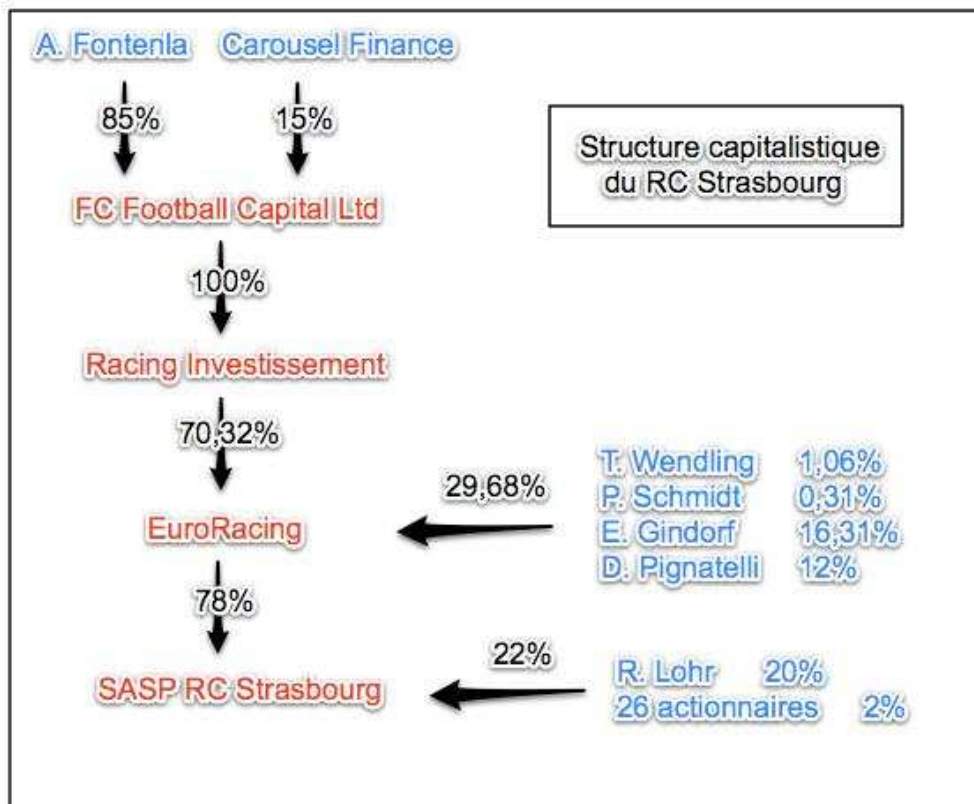 A. Fontenla Carousel Finance
85% 15%
Structure capitalistique
du RC Strasbourg
FC Football Capital Ltd
100%
Racing Investissement
70,32%
29,68%
T. Wendling 1,06%
P. Schmidt 0,31%
E. Gindorf 16,31%
D. Pignatelli 12%
EuroRacing
78%
22%
SASP RC Strasbourg
R. Lohr 20%
26 actionnaires 2%